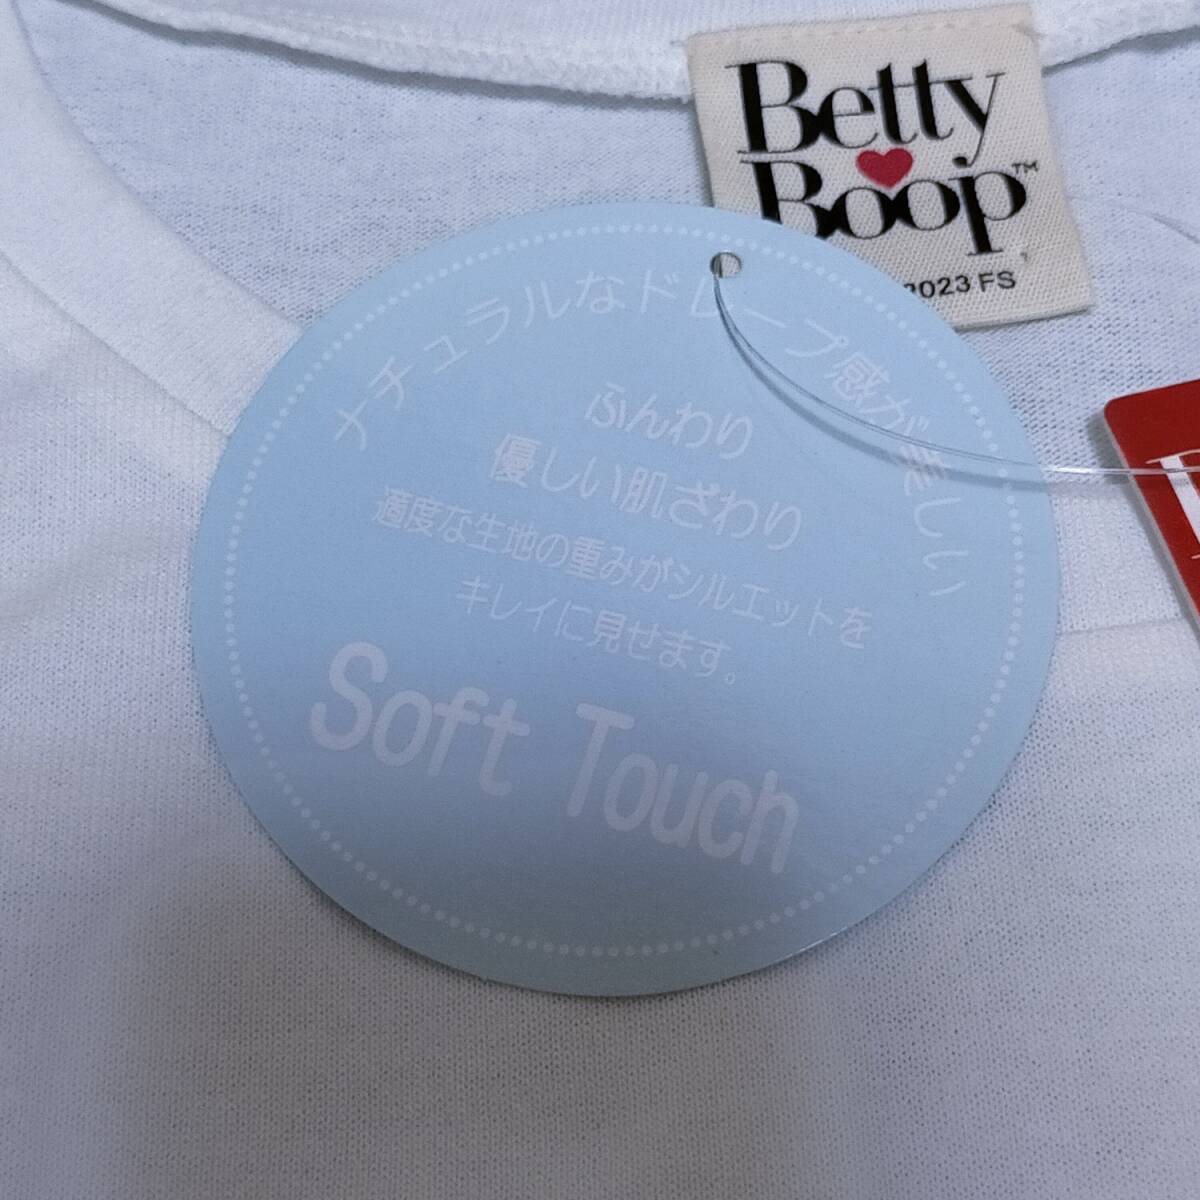 Betty
Boop™
2023 FS
ナチュラルなドレープ感が美しい
ふんわり
優しい肌ざわり
適度な生地の重みがシルエットを
キレイに見せます。
Soft Touch